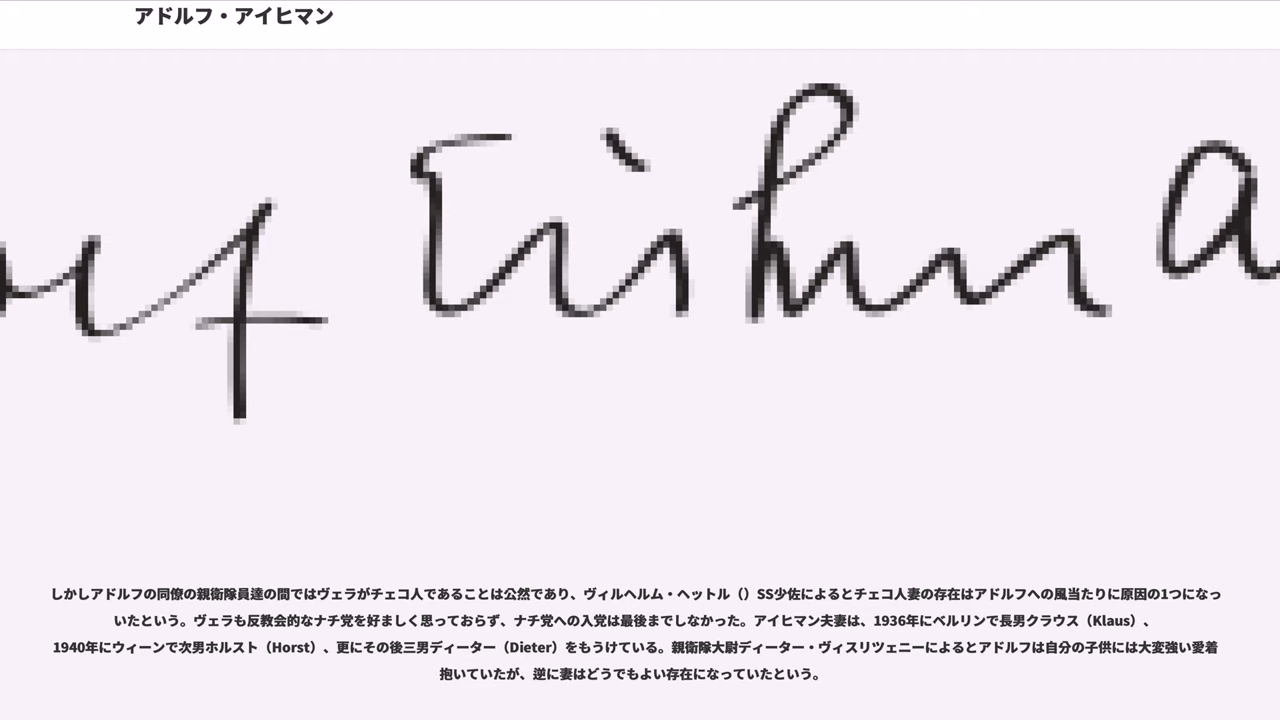 アドルフ・アイヒマン
しかしアドルフの同僚の親衛隊員達の間ではヴェラがチェコ人であることは公然であり、ヴィルヘルム・ヘットル（）SS少佐によるとチェコ人妻の存在はアドルフへの風当たりに原因の1つになっ
いたという。ヴェラも反教会的なナチ党を好ましく思っておらず、ナチ党への入党は最後までしなかった。アイヒマン夫妻は、1936年にベルリンで長男クラウス（Klaus）、
1940年にウィーンで次男ホルスト（Horst）、更にその後三男ディーター（Dieter）をもうけている。親衛隊大尉ディーター・ヴィスリツェニーによるとアドルフは自分の子供には大変強い愛着
抱いていたが、逆に妻はどうでもよい存在になっていたという。